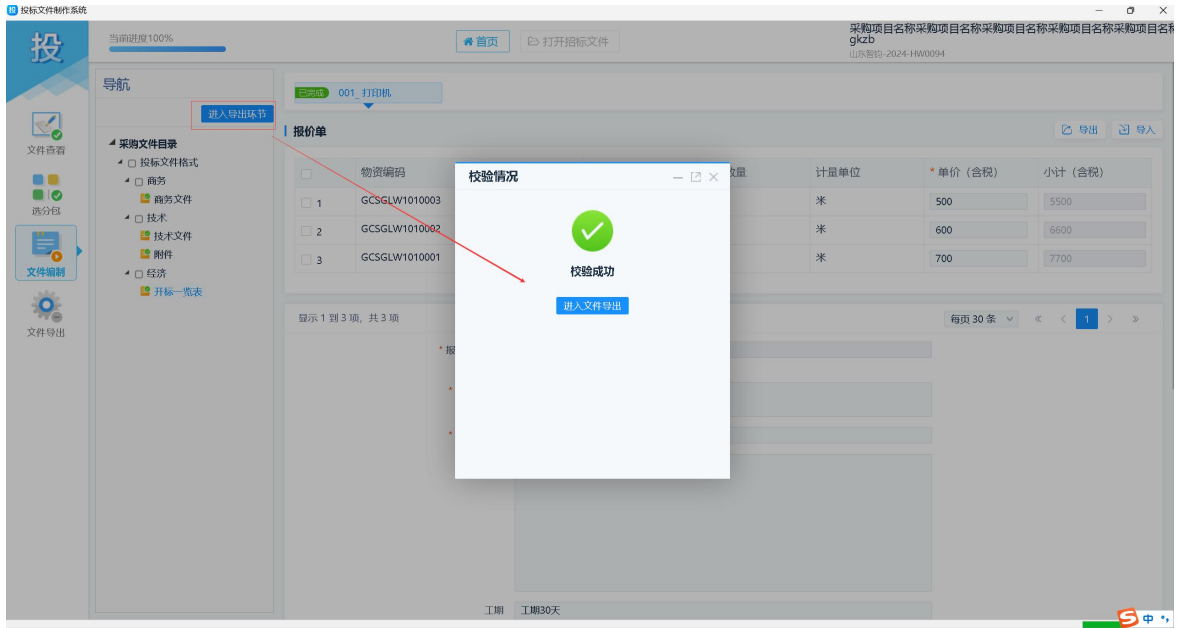 投 投标文件制作系统
投
当前进度100%
首页
打开招标文件
采购项目名称采购项目名称采购项目名称采购项目名称采购项目名称
gkzb
山东智钧-2024-HW0094
文件查看
选分包
文件编制
文件导出
导航
进入导出环节
采购文件目录
投标文件格式
商务
商务文件
技术
技术文件
附件
经济
开标一览表
已完成 001_打印机
报价单
导出 导入
物资编码 数量 计量单位 * 单价（含税） 小计（含税）
1 GCSGLW1010003 米 500 5500
2 GCSGLW1010002 米 600 6600
3 GCSGLW1010001 米 700 7700
显示 1 到 3 项，共 3 项
每页 30 条 « < 1 > »
* 报
*
*
工期 工期30天
校验情况
校验成功
进入文件导出
S 中